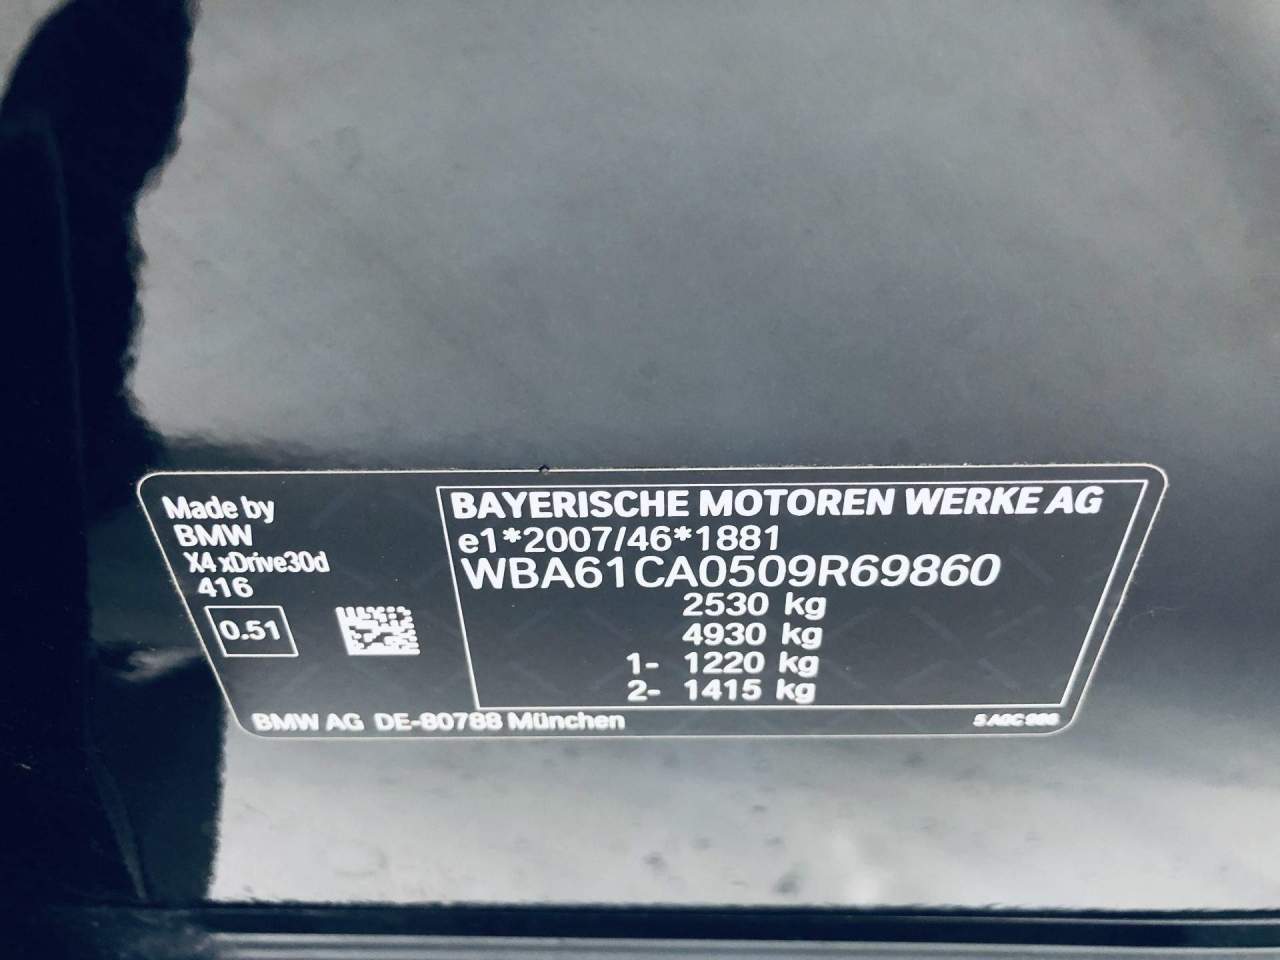 Made by
BMW
X4 xDrive30d
416
0.51
BAYERISCHE MOTOREN WERKE AG
e1*2007/46*1881
WBA61CA0509R69860
2530 kg
4930 kg
1- 1220 kg
2- 1415 kg
BMW AG DE-80788 München